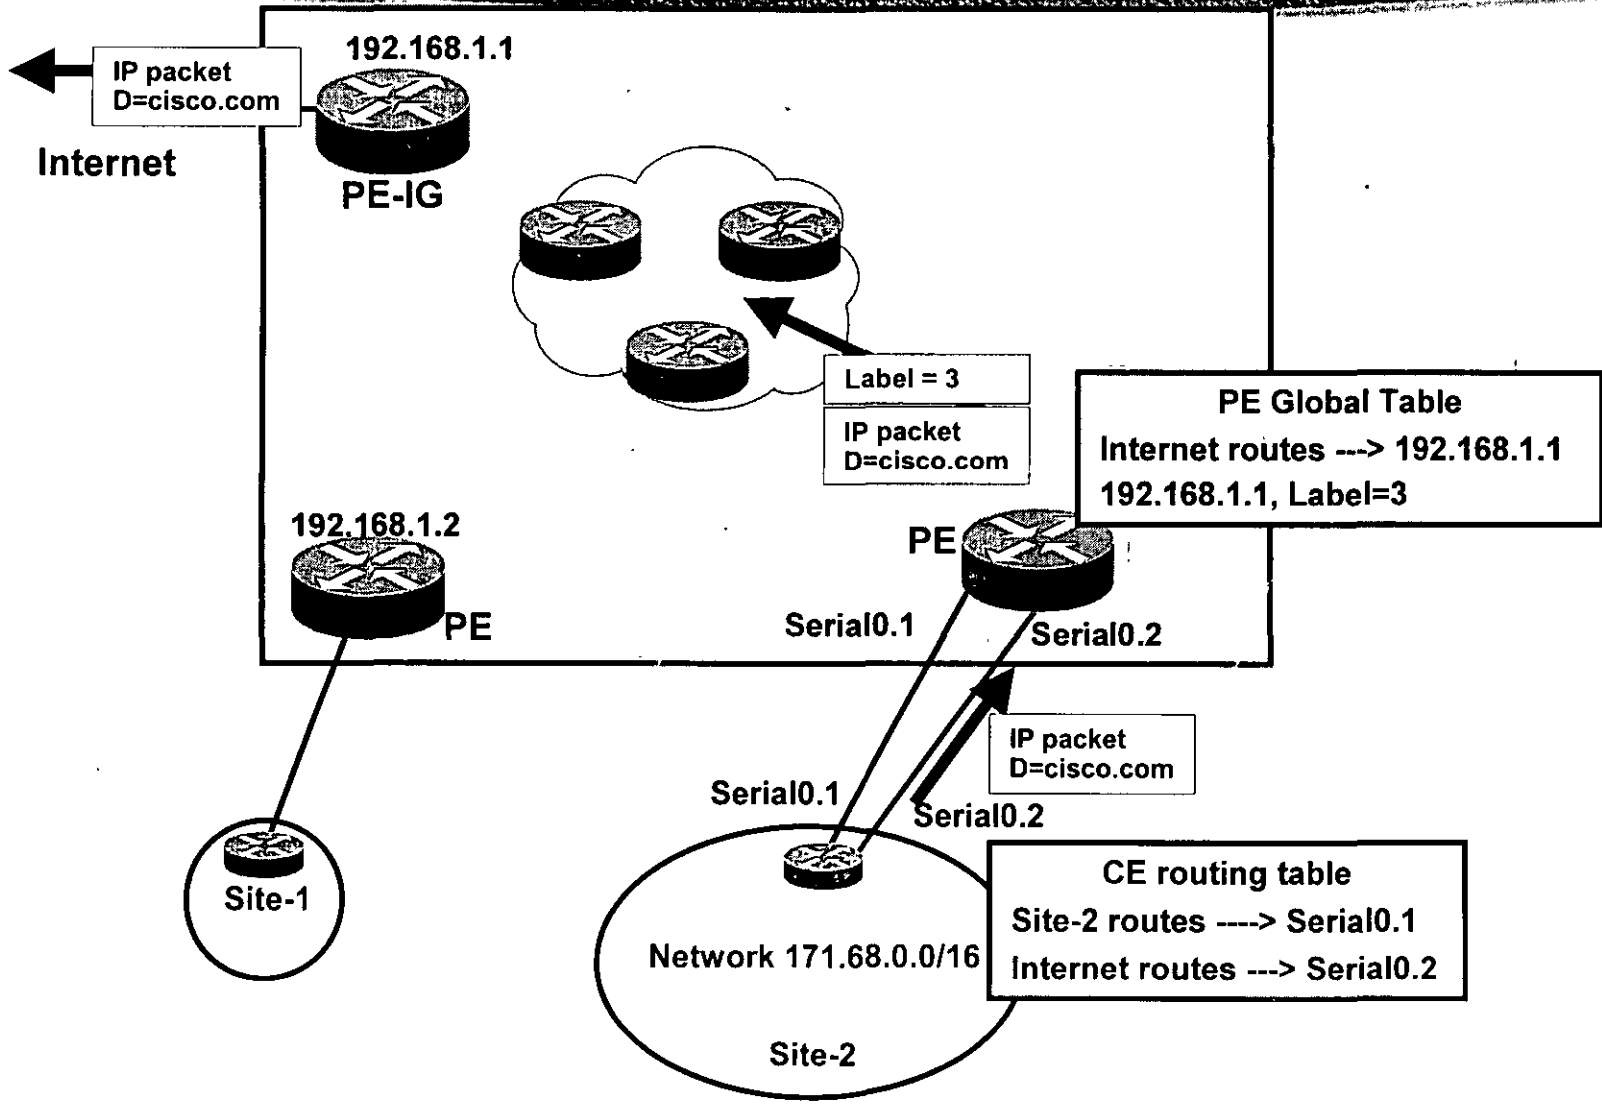 192.168.1.1
IP packet
D=cisco.com
Internet
PE-IG
Label = 3
IP packet
D=cisco.com
PE Global Table
Internet routes ---> 192.168.1.1
192.168.1.1, Label=3
192.168.1.2
PE
PE
Serial0.1
Serial0.2
IP packet
D=cisco.com
Serial0.1
Serial0.2
Site-1
CE routing table
Site-2 routes ----> Serial0.1
Internet routes ---> Serial0.2
Network 171.68.0.0/16
Site-2